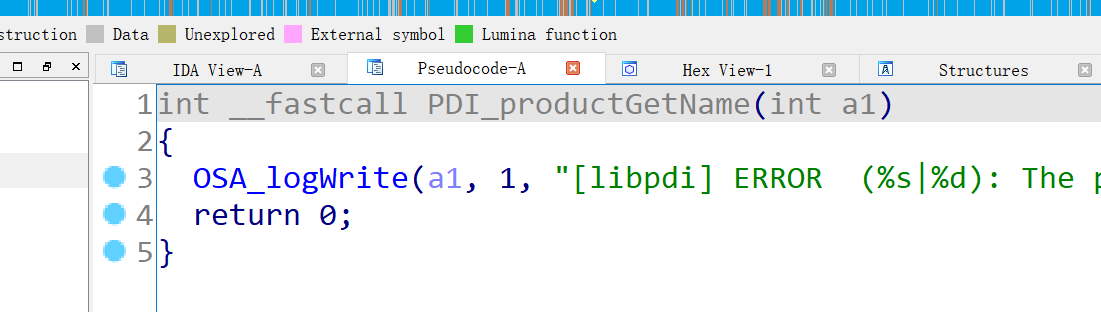 struction Data Unexplored External symbol Lumina function
IDA View-A Pseudocode-A Hex View-1 Structures
1 int __fastcall PDI_productGetName(int a1)
2 {
3 OSA_logWrite(a1, 1, "[libpdi] ERROR  (%s|%d): The p
4 return 0;
5 }